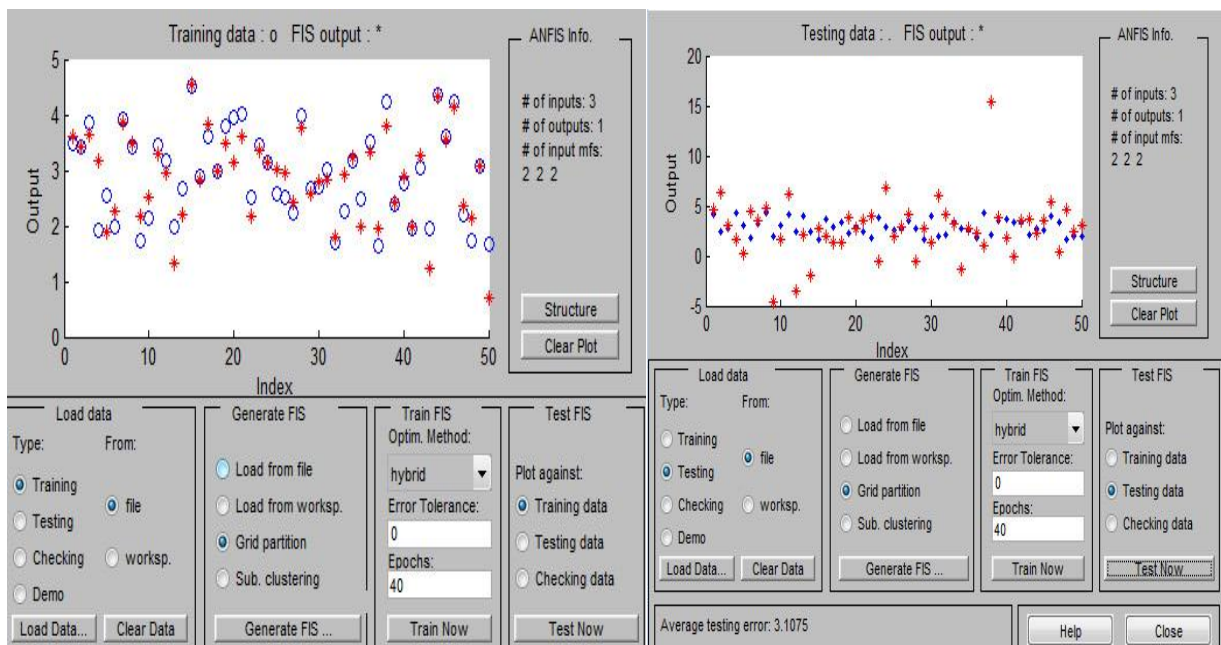 Training data : o FIS output : *
5
4
3
2
1
0
Output
0 10 20 30 40 50
Index
ANFIS Info.
# of inputs: 3
# of outputs: 1
# of input mfs:
2 2 2
Structure
Clear Plot
Load data
Type: From:
Training
Testing
Checking
Demo
file
worksp.
Load Data... Clear Data
Generate FIS
Load from file
Load from worksp.
Grid partition
Sub. clustering
Generate FIS ...
Train FIS
Optim. Method:
hybrid
Error Tolerance:
0
Epochs:
40
Train Now
Test FIS
Plot against:
Training data
Testing data
Checking data
Test Now
Testing data : . FIS output : *
20
15
10
5
0
-5
Output
0 10 20 30 40 50
Index
ANFIS Info.
# of inputs: 3
# of outputs: 1
# of input mfs:
2 2 2
Structure
Clear Plot
Load data
Type: From:
Training
Testing
Checking
Demo
file
worksp.
Load Data... Clear Data
Generate FIS
Load from file
Load from worksp.
Grid partition
Sub. clustering
Generate FIS ...
Train FIS
Optim. Method:
hybrid
Error Tolerance:
0
Epochs:
40
Train Now
Test FIS
Plot against:
Training data
Testing data
Checking data
Test Now
Average testing error: 3.1075
Help Close